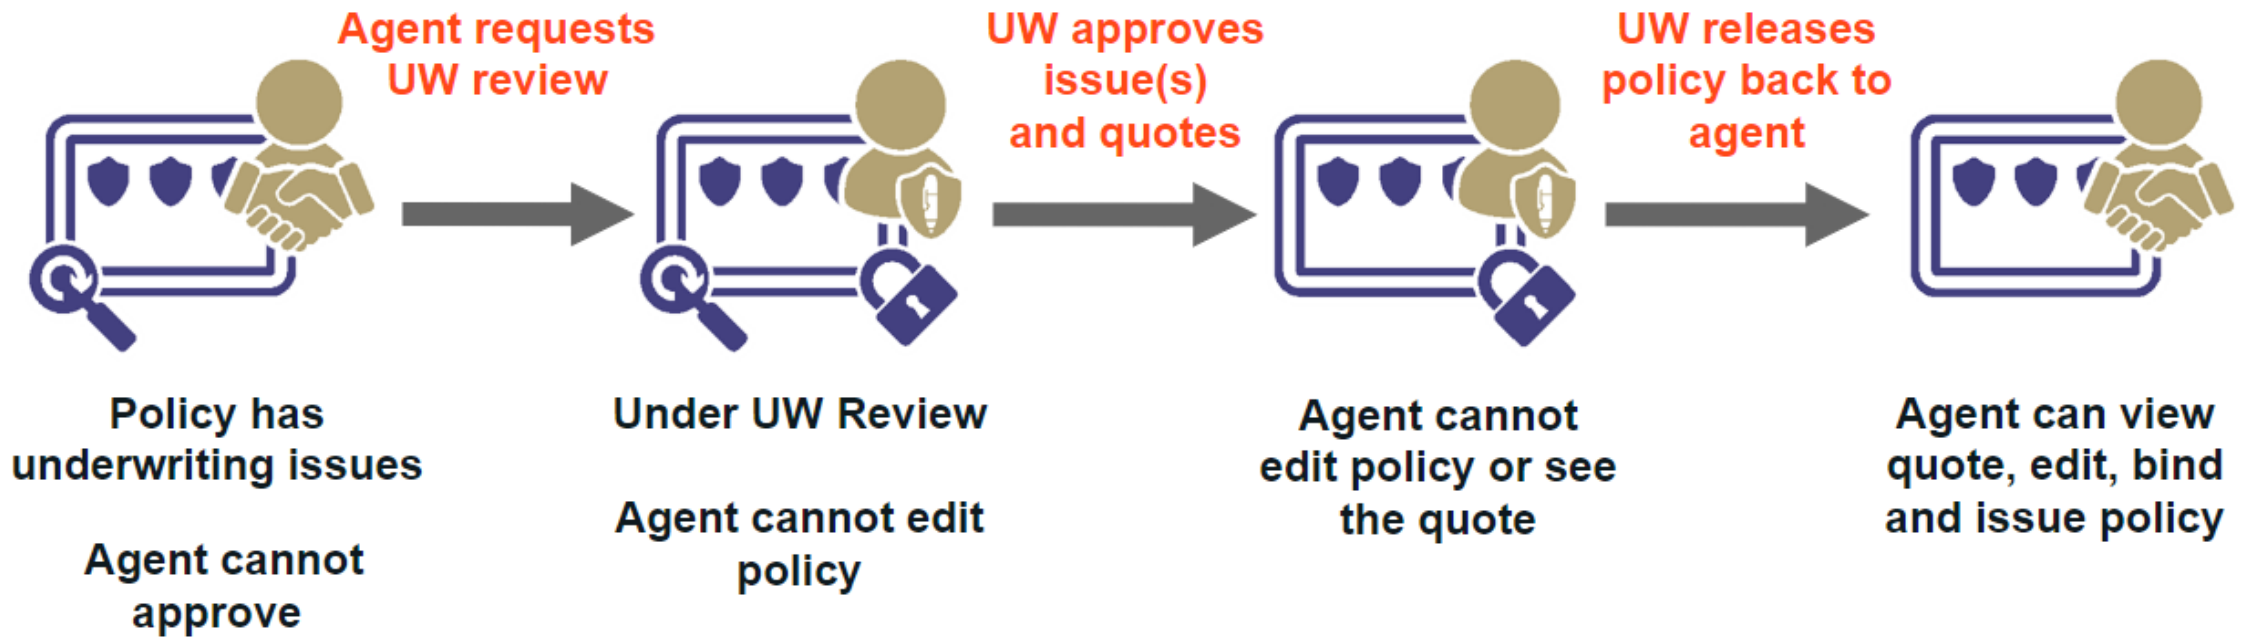 Agent requests
UW review
UW approves
issue(s)
and quotes
UW releases
policy back to
agent
Policy has
underwriting issues
Agent cannot
approve
Under UW Review
Agent cannot edit
policy
Agent cannot
edit policy or see
the quote
Agent can view
quote, edit, bind
and issue policy